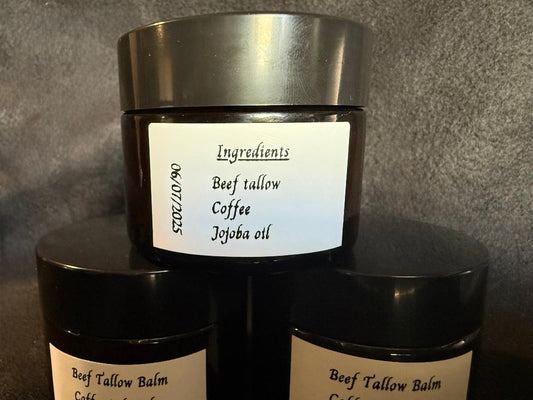 Ingredients
Beef tallow
Coffee
Jojoba oil
06/07/2025
Beef Tallow Balm
Beef Tallow Balm